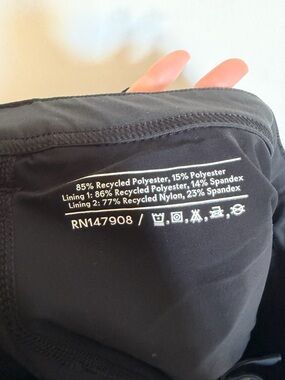 85% Recycled Polyester, 15% Polyester
Lining 1: 86% Recycled Polyester, 14% Spandex
Lining 2: 77% Recycled Nylon, 23% Spandex
RN147908 /